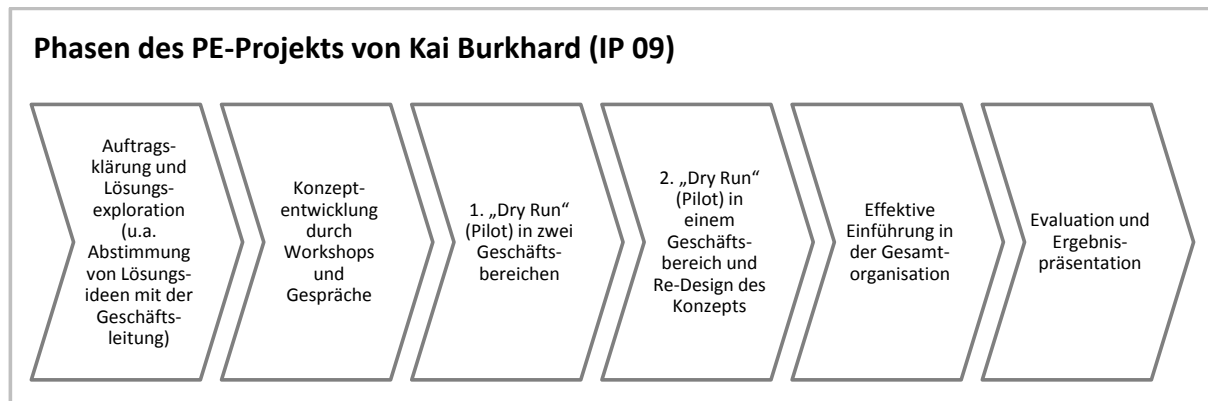 Phasen des PE-Projekts von Kai Burkhard (IP 09)
Auftrags-
klärung und
Lösungs-
exploration
(u.a.
Abstimmung
von Lösungs-
ideen mit der
Geschäfts-
leitung)
Konzept-
entwicklung
durch
Workshops
und
Gespräche
1. „Dry Run“
(Pilot) in zwei
Geschäfts-
bereichen
2. „Dry Run“
(Pilot) in
einem
Geschäfts-
bereich und
Re-Design des
Konzepts
Effektive
Einführung in
der Gesamt-
organisation
Evaluation und
Ergebnis-
präsentation